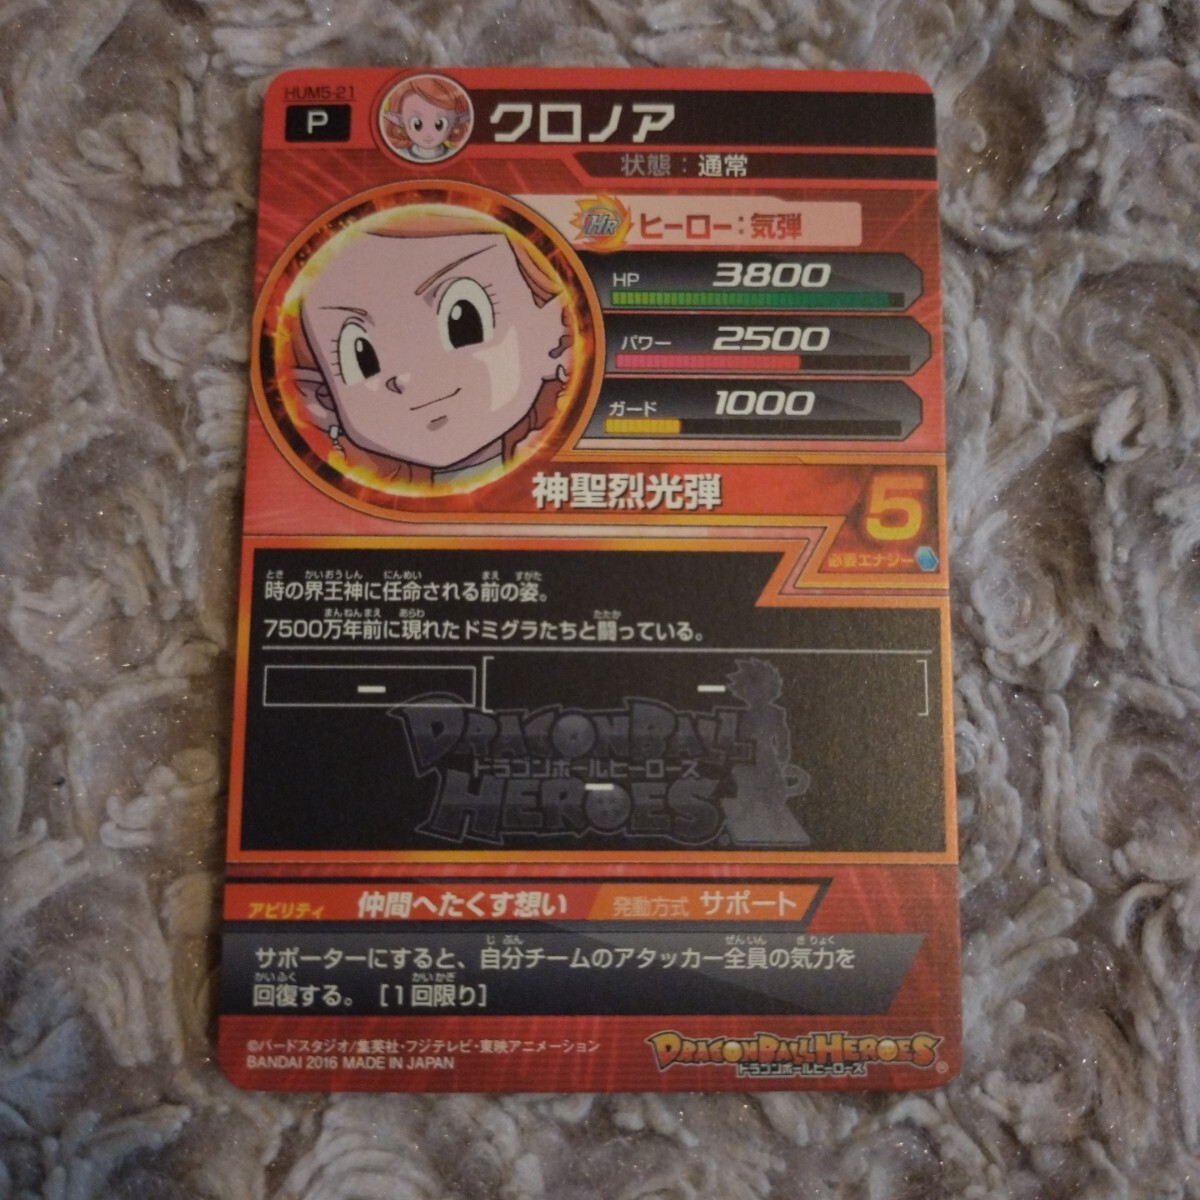 HUM5-21
P
クロノア
状態：通常
HR ヒーロー：気弾
HP 3800
パワー 2500
ガード 1000
神聖烈光弾
5
必要エナジー
とき かいおうしん にんめい まえ すがた
時の界王神に任命される前の姿。
まんねんまえ あらわ たたか
7500万年前に現れたドミグラたちと闘っている。
ー ー
DRAGONBALL
ドラゴンボールヒーローズ
ー
HEROES
アビリティ 仲間へたくす想い 発動方式 サポート
じぶん ぜんいん きりょく
サポーターにすると、自分チームのアタッカー全員の気力を
かいふく かいかぎ
回復する。［1回限り］
©バードスタジオ/集英社・フジテレビ・東映アニメーション
BANDAI 2016 MADE IN JAPAN
DRAGONBALL HEROES
ドラゴンボールヒーローズ
®